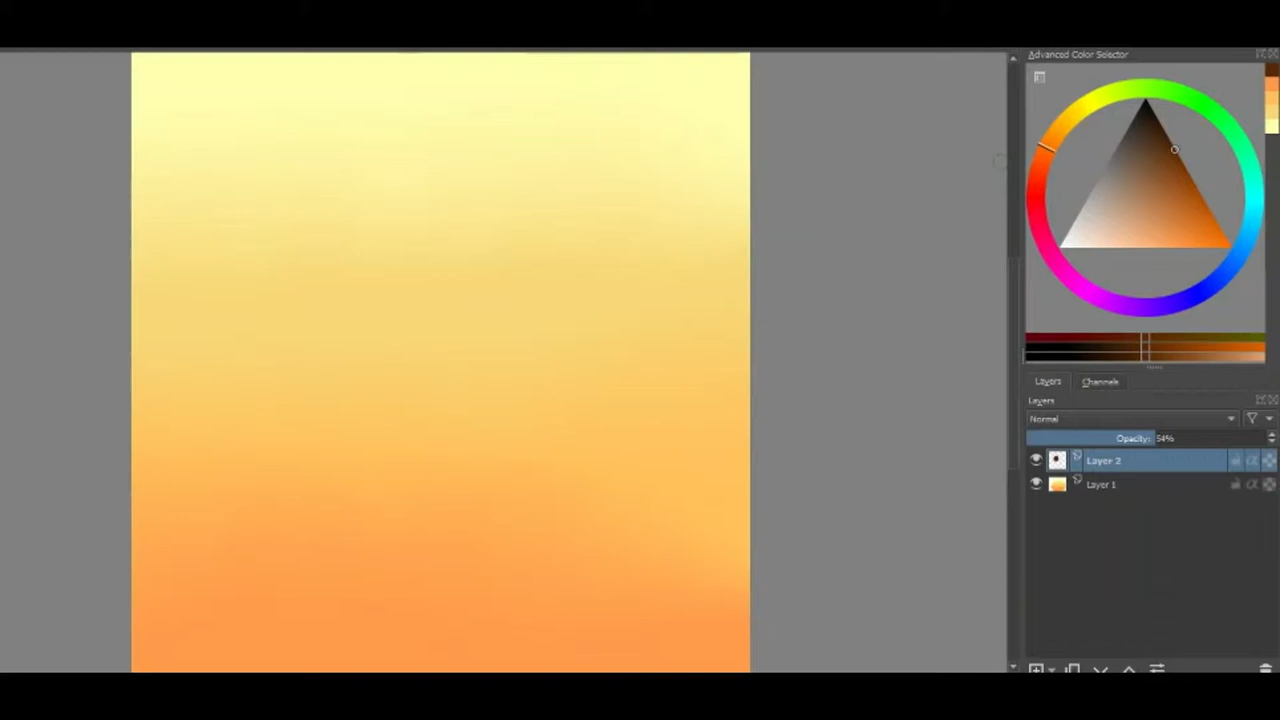 Advanced Color Selector
Layers Channels
Layers
Normal
Opacity: 54%
Layer 2
Layer 1